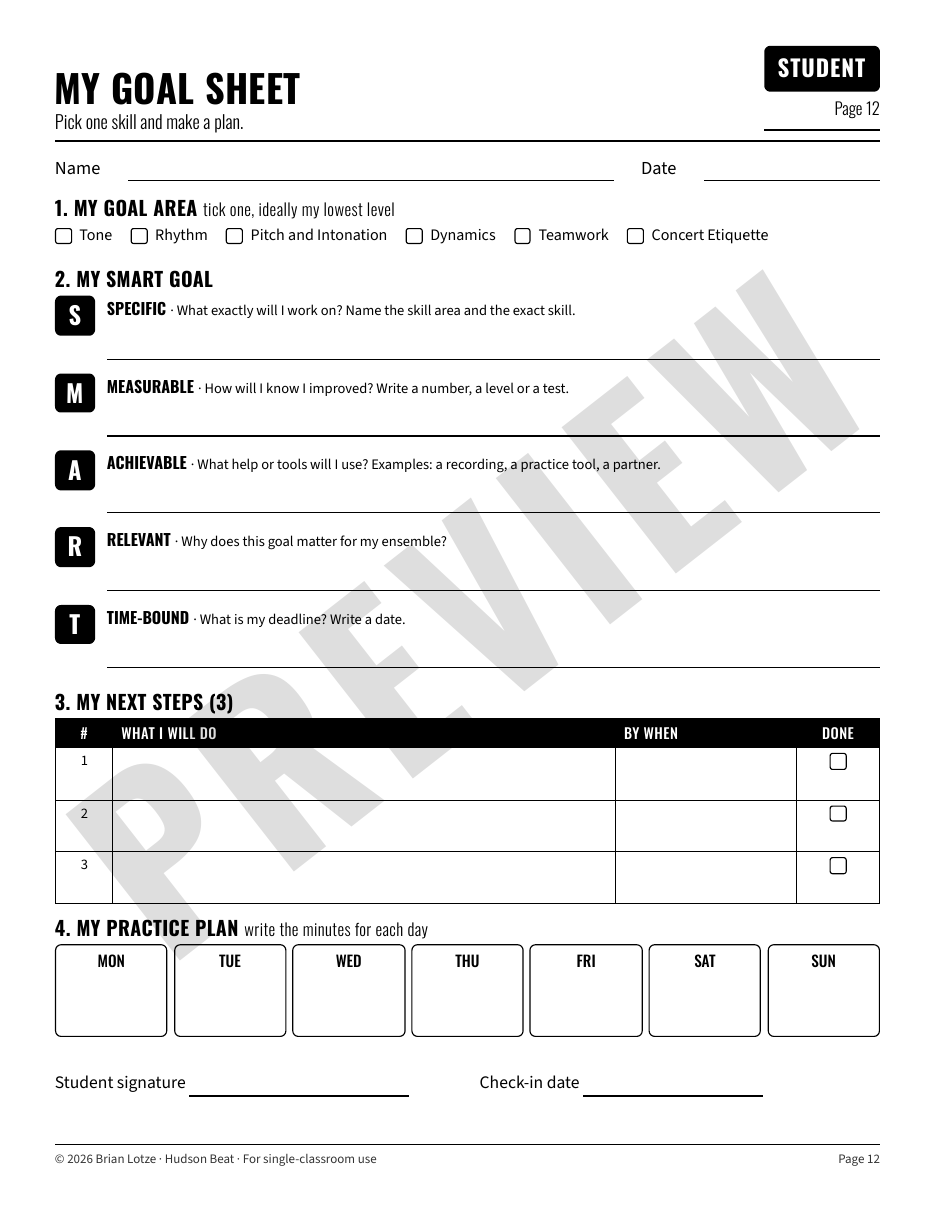 STUDENT
MY GOAL SHEET
Page 12
Pick one skill and make a plan.
Name Date
1. MY GOAL AREA tick one, ideally my lowest level
Tone Rhythm Pitch and Intonation Dynamics Teamwork Concert Etiquette
2. MY SMART GOAL
S SPECIFIC · What exactly will I work on? Name the skill area and the exact skill.
M MEASURABLE · How will I know I improved? Write a number, a level or a test.
A ACHIEVABLE · What help or tools will I use? Examples: a recording, a practice tool, a partner.
R RELEVANT · Why does this goal matter for my ensemble?
T TIME-BOUND · What is my deadline? Write a date.
PREVIEW
3. MY NEXT STEPS (3)
# WHAT I WILL DO BY WHEN DONE
1
2
3
4. MY PRACTICE PLAN write the minutes for each day
MON TUE WED THU FRI SAT SUN
Student signature Check-in date
© 2026 Brian Lotze · Hudson Beat · For single-classroom use Page 12